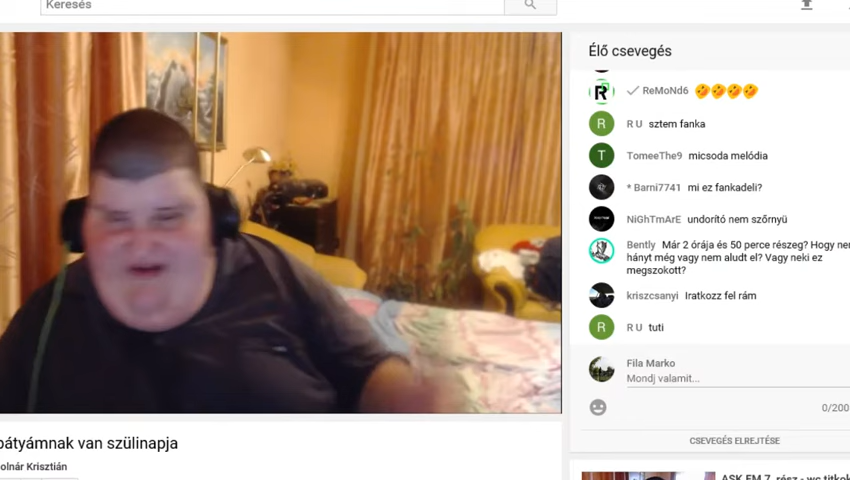 Keresés
Élő csevegés
ReMoNd6
R U sztem fanka
TomeeThe9 micsoda melódia
* Barni7741 mi ez fankadeli?
NiGhTmArE undorító nem szőrnyü
Bently Már 2 órája és 50 perce részeg? Hogy nem
hányt még vagy nem aludt el? Vagy neki ez
megszokott?
kriszcsanyi Iratkozz fel rám
R U tuti
Fila Marko
Mondj valamit...
0/200
CSEVEGÉS ELREJTÉSE
bátyámnak van szülinapja
olnár Krisztián
ASK.FM 7. rész - wc titkok